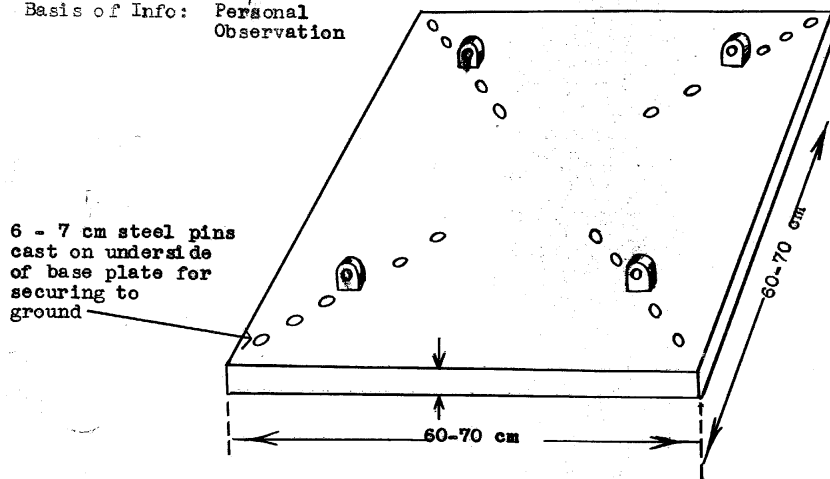 Basis of Info: Personal
Observation
6 - 7 cm steel pins
cast on underside
of base plate for
securing to
ground
60-70 cm
60-70 cm